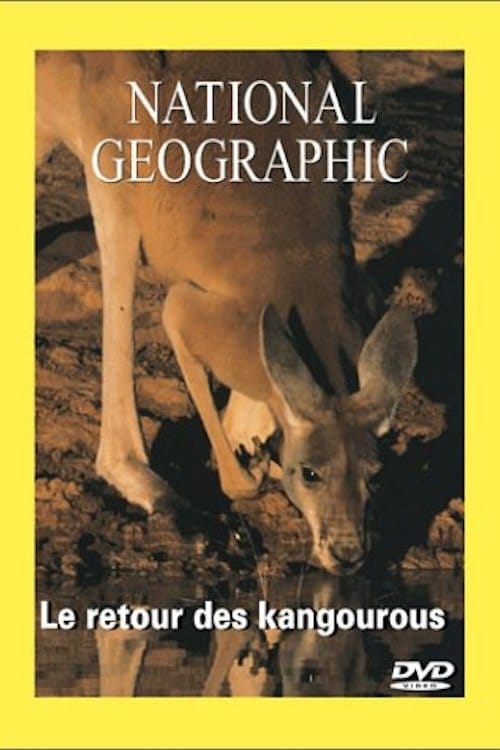 NATIONAL
GEOGRAPHIC
Le retour des kangourous
DVD
VIDEO